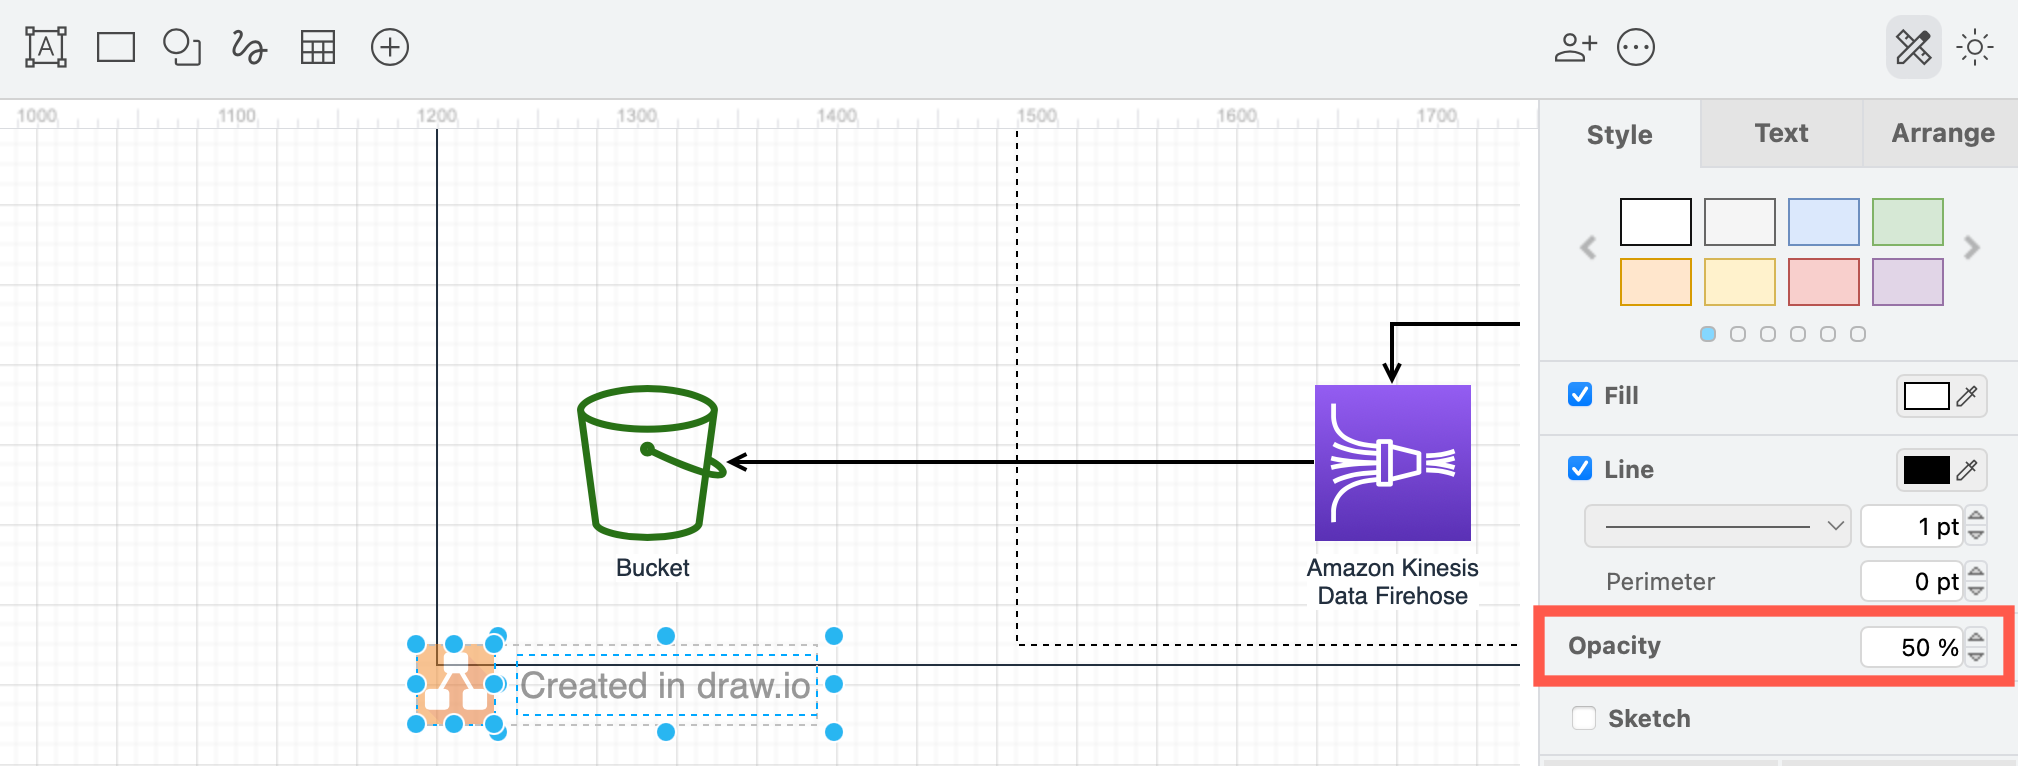 A
1000 1100 1200 1300 1400 1500 1600 1700
Style Text Arrange
Fill
Line
1 pt
Perimeter 0 pt
Opacity 50 %
Sketch
Bucket
Amazon Kinesis
Data Firehose
Created in draw.io